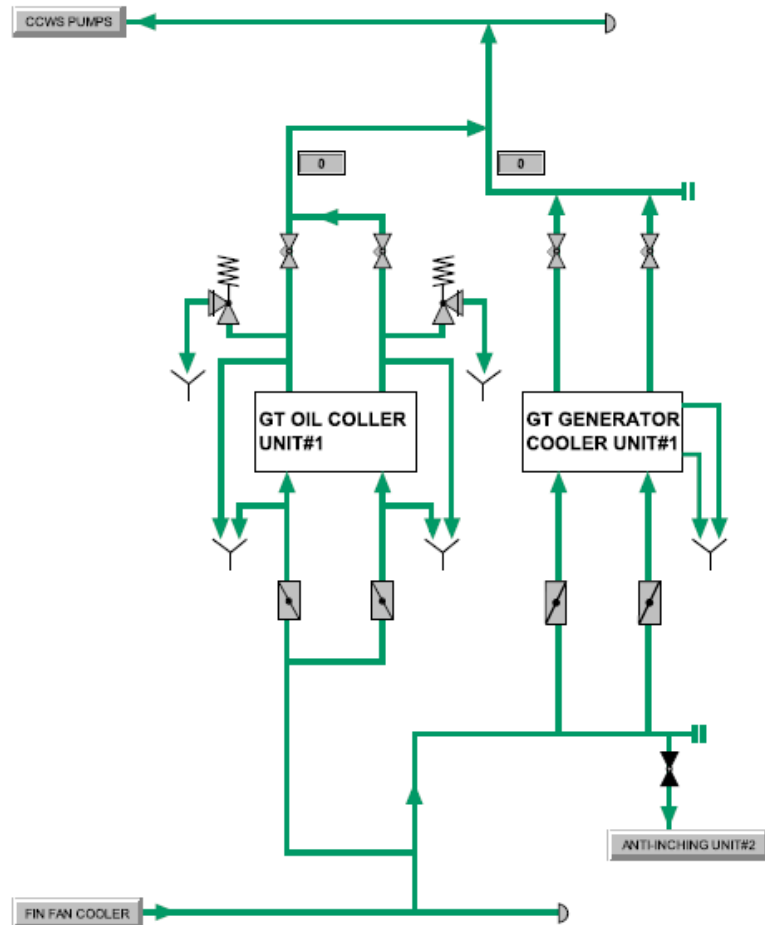 CCWS PUMPS
0
0
GT OIL COLLER
UNIT#1
GT GENERATOR
COOLER UNIT#1
ANTI-INCHING UNIT#2
FIN FAN COOLER